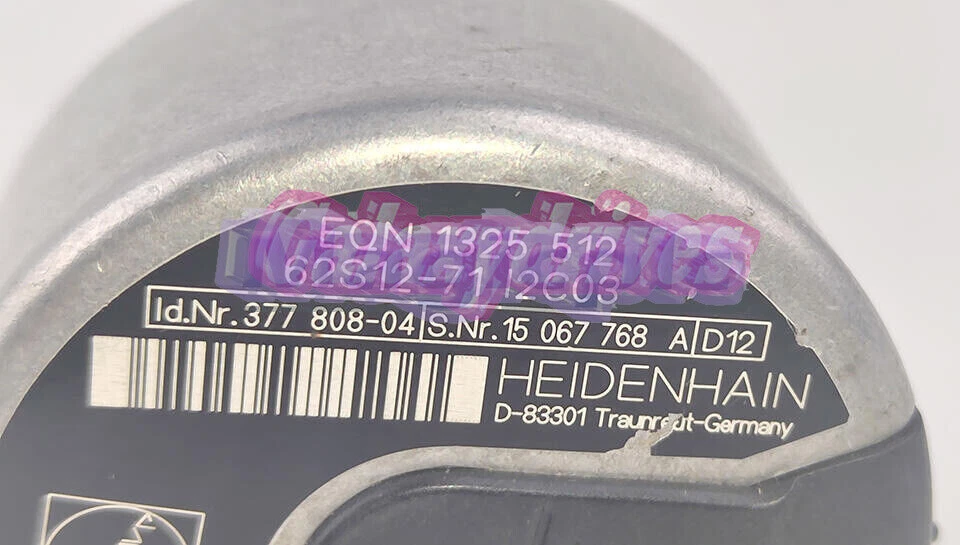 EQN 1325 512
62S12-71 12C03
Id.Nr. 377 808-04 S.Nr. 15 067 768 A D12
HEIDENHAIN
D-83301 Traunreut-Germany